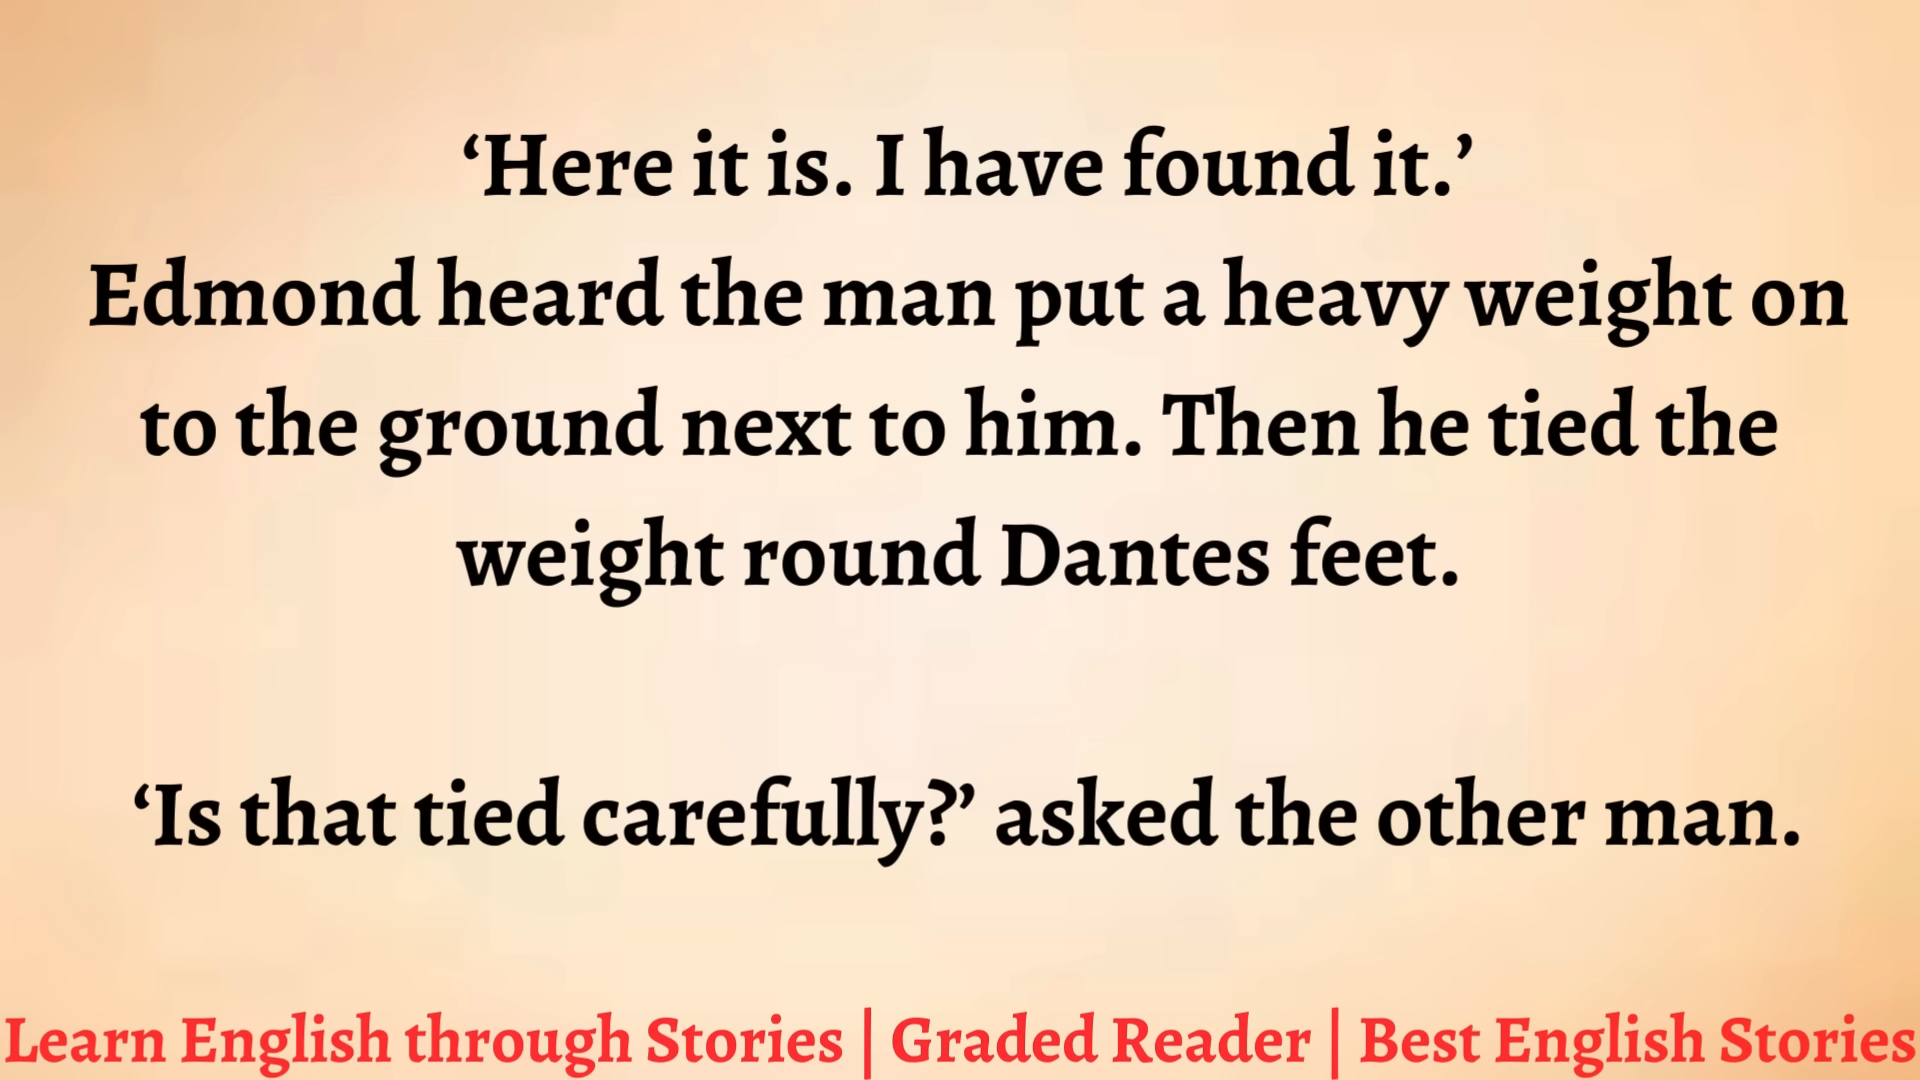 ‘Here it is. I have found it.’
Edmond heard the man put a heavy weight on
to the ground next to him. Then he tied the
weight round Dantes feet.
‘Is that tied carefully?’ asked the other man.
Learn English through Stories | Graded Reader | Best English Stories